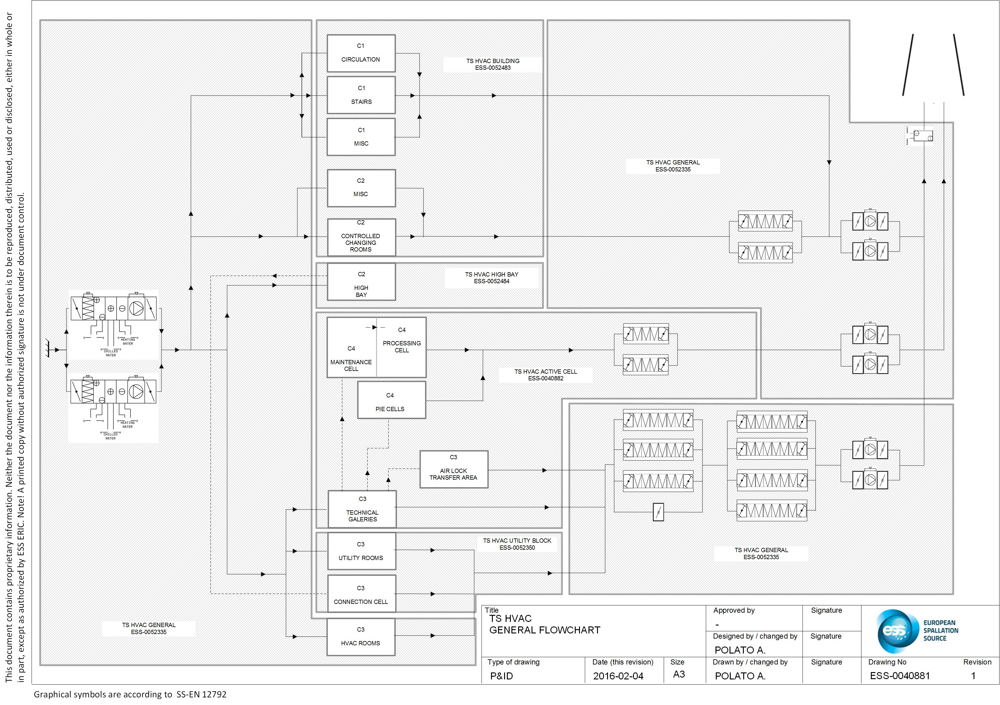 This document contains proprietary information. Neither the document nor the information therein is to be reproduced, distributed, used or disclosed, either in whole or
in part, except as authorized by ESS ERIC. Note! A printed copy without authorized signature is not under document control.
C1
CIRCULATION
TS HVAC BUILDING
ESS-0052483
C1
STAIRS
C1
MISC
TS HVAC GENERAL
ESS-0052335
C2
MISC
C2
CONTROLLED
CHANGING
ROOMS
C2
HIGH
BAY
TS HVAC HIGH BAY
ESS-0052484
HEATING
WATER
CHILLED
WATER
HEATING
WATER
CHILLED
WATER
C4
MAINTENANCE
CELL
C4
PROCESSING
CELL
TS HVAC ACTIVE CELL
ESS-0040882
C4
PIE CELLS
C3
AIR LOCK
TRANSFER AREA
C3
TECHNICAL
GALERIES
C3
UTILITY ROOMS
TS HVAC UTILITY BLOCK
ESS-0052350
TS HVAC GENERAL
ESS-0052335
C3
CONNECTION CELL
TS HVAC GENERAL
ESS-0052335
C3
HVAC ROOMS
Title
TS HVAC
GENERAL FLOWCHART
Approved by
-
Signature
Designed by / changed by
POLATO A.
Signature
ess
EUROPEAN
SPALLATION
SOURCE
Type of drawing
P&ID
Date (this revision)
2016-02-04
Size
A3
Drawn by / changed by
POLATO A.
Signature
Drawing No
ESS-0040881
Revision
1
Graphical symbols are according to SS-EN 12792